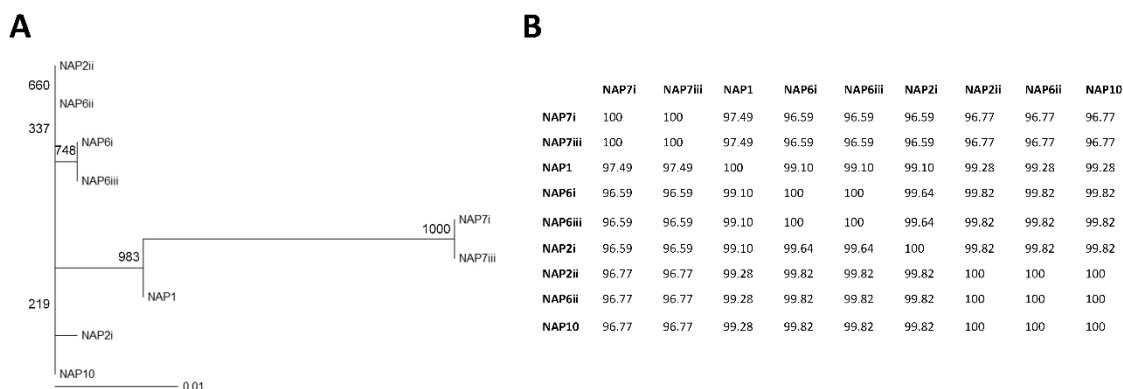 A
NAP2ii
660
NAP6ii
337
NAP6i
748
NAP6iii
NAP7i
1000
NAP7iii
983
NAP1
219
NAP2i
NAP10
0.01
B
NAP7i NAP7iii NAP1 NAP6i NAP6iii NAP2i NAP2ii NAP6ii NAP10
NAP7i 100 100 97.49 96.59 96.59 96.59 96.77 96.77 96.77
NAP7iii 100 100 97.49 96.59 96.59 96.59 96.77 96.77 96.77
NAP1 97.49 97.49 100 99.10 99.10 99.10 99.28 99.28 99.28
NAP6i 96.59 96.59 99.10 100 100 99.64 99.82 99.82 99.82
NAP6iii 96.59 96.59 99.10 100 100 99.64 99.82 99.82 99.82
NAP2i 96.59 96.59 99.10 99.64 99.64 100 99.82 99.82 99.82
NAP2ii 96.77 96.77 99.28 99.82 99.82 99.82 100 100 100
NAP6ii 96.77 96.77 99.28 99.82 99.82 99.82 100 100 100
NAP10 96.77 96.77 99.28 99.82 99.82 99.82 100 100 100